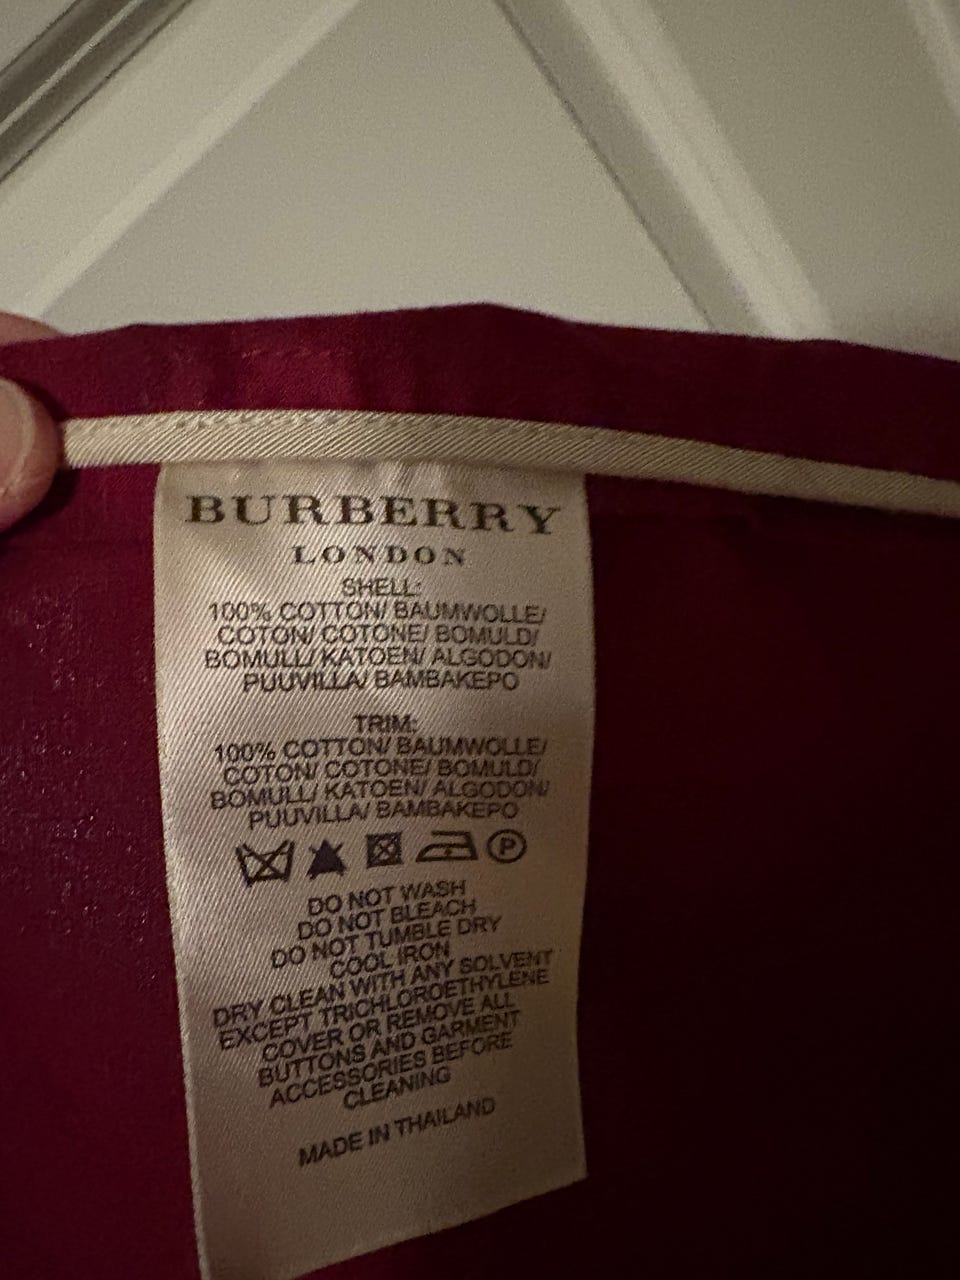 BURBERRY
LONDON
SHELL:
100% COTTON/ BAUMWOLLE/
COTON/ COTONE/ BOMULD/
BOMULL/ KATOEN/ ALGODON/
PUUVILLA/ BAMBAKEPO
TRIM:
100% COTTON/ BAUMWOLLE/
COTON/ COTONE/ BOMULD/
BOMULL/ KATOEN/ ALGODON/
PUUVILLA/ BAMBAKEPO
P
DO NOT WASH
DO NOT BLEACH
DO NOT TUMBLE DRY
COOL IRON
DRY CLEAN WITH ANY SOLVENT
EXCEPT TRICHLOROETHYLENE
COVER OR REMOVE ALL
BUTTONS AND GARMENT
ACCESSORIES BEFORE
CLEANING
MADE IN THAILAND